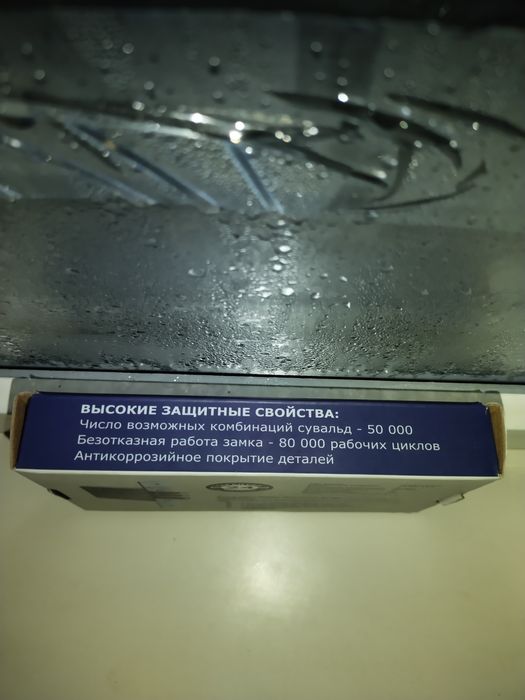 ВЫСОКИЕ ЗАЩИТНЫЕ СВОЙСТВА:
Число возможных комбинаций сувальд - 50 000
Безотказная работа замка - 80 000 рабочих циклов
Антикоррозийное покрытие деталей